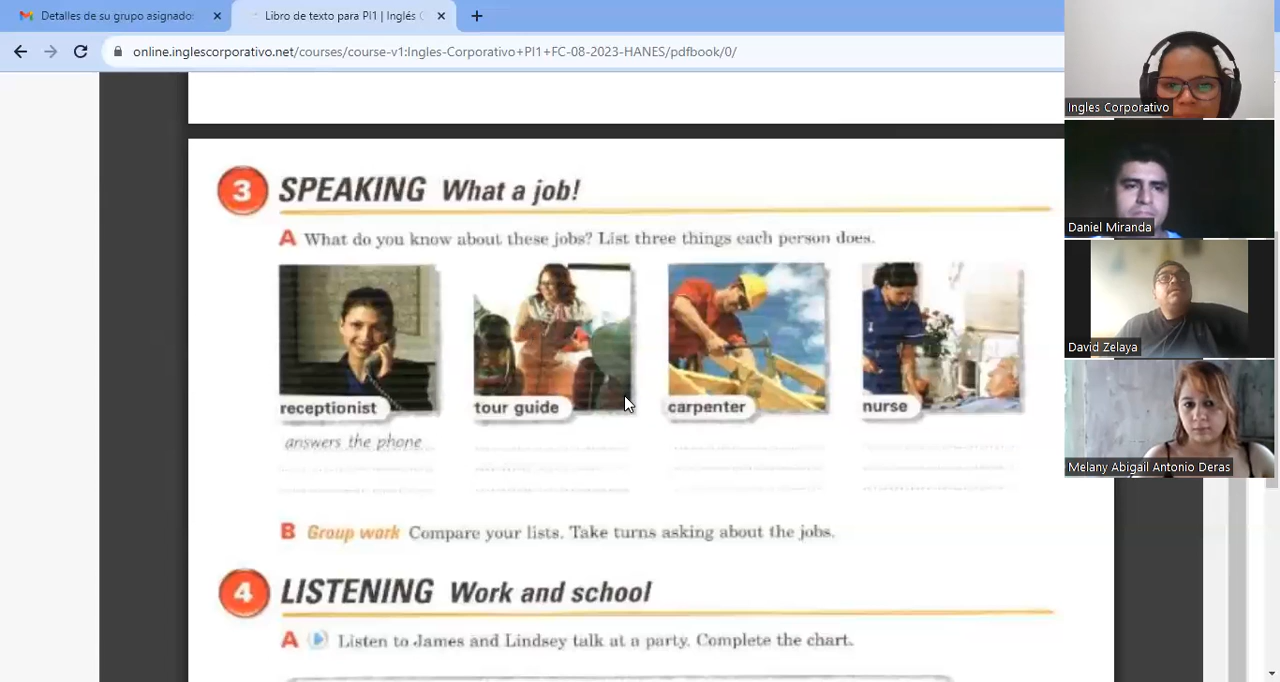 Detalles de su grupo asignado
Libro de texto para PI1 | Inglés C
online.inglescorporativo.net/courses/course-v1:Ingles-Corporativo+PI1+FC-08-2023-HANES/pdfbook/0/
Ingles Corporativo
Daniel Miranda
David Zelaya
Melany Abigail Antonio Deras
3 SPEAKING What a job!
A What do you know about these jobs? List three things each person does.
receptionist tour guide carpenter nurse
answers the phone
B Group work Compare your lists. Take turns asking about the jobs.
4 LISTENING Work and school
A Listen to James and Lindsey talk at a party. Complete the chart.